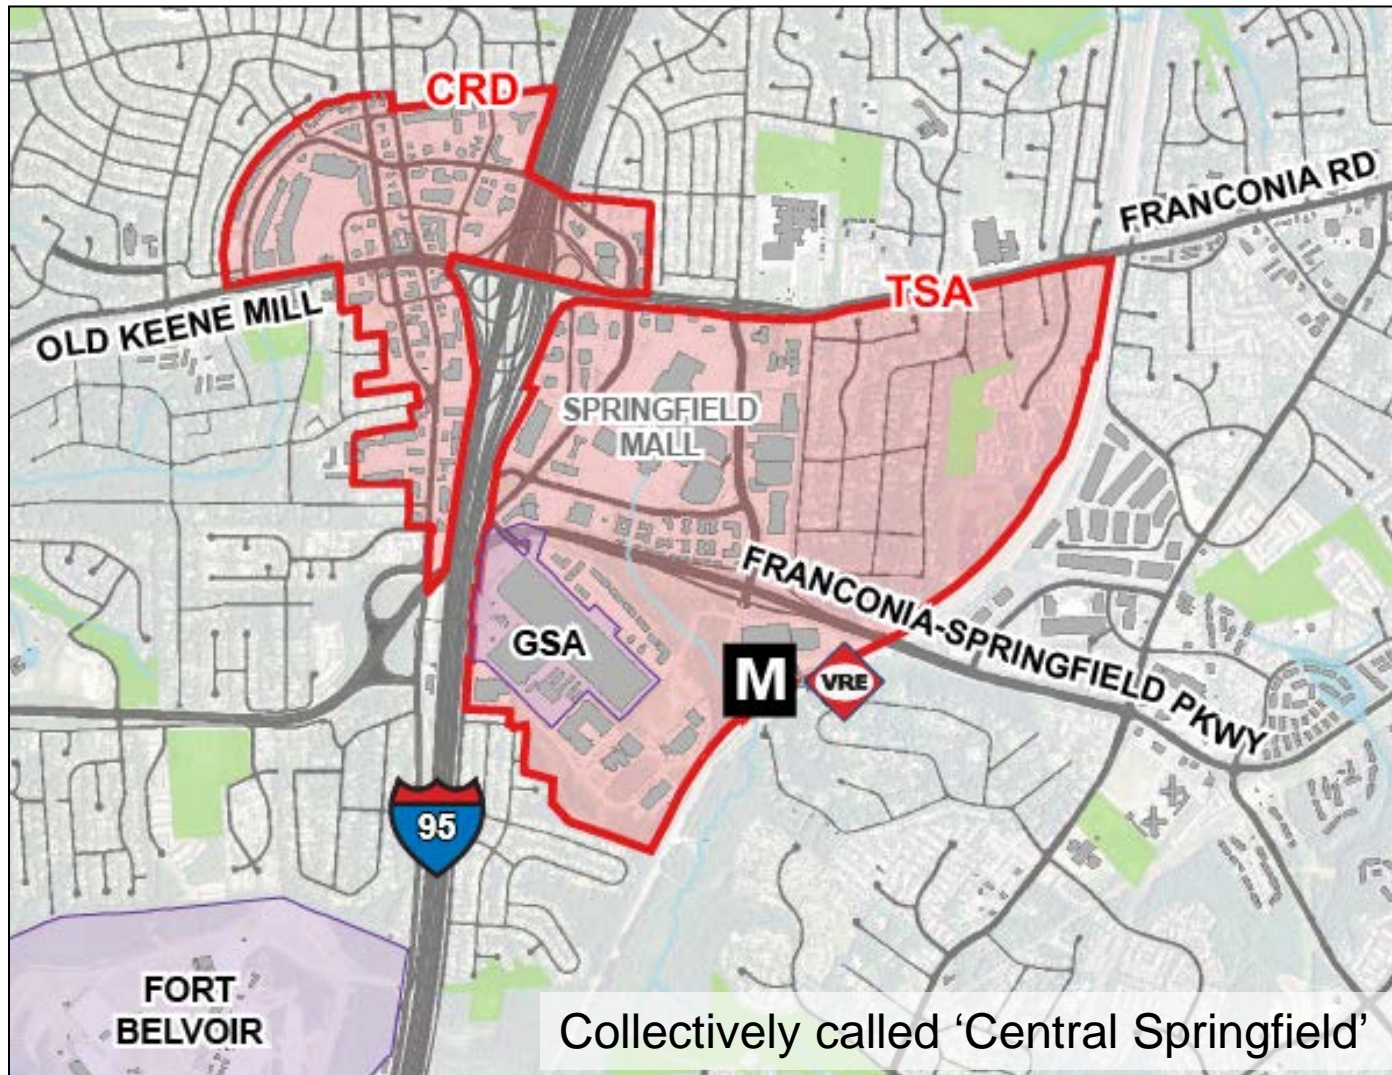 CRD
FRANCONIA RD
TSA
OLD KEENE MILL
SPRINGFIELD
MALL
FRANCONIA-SPRINGFIELD PKWY
GSA
M
VRE
95
FORT
BELVOIR
Collectively called ‘Central Springfield’